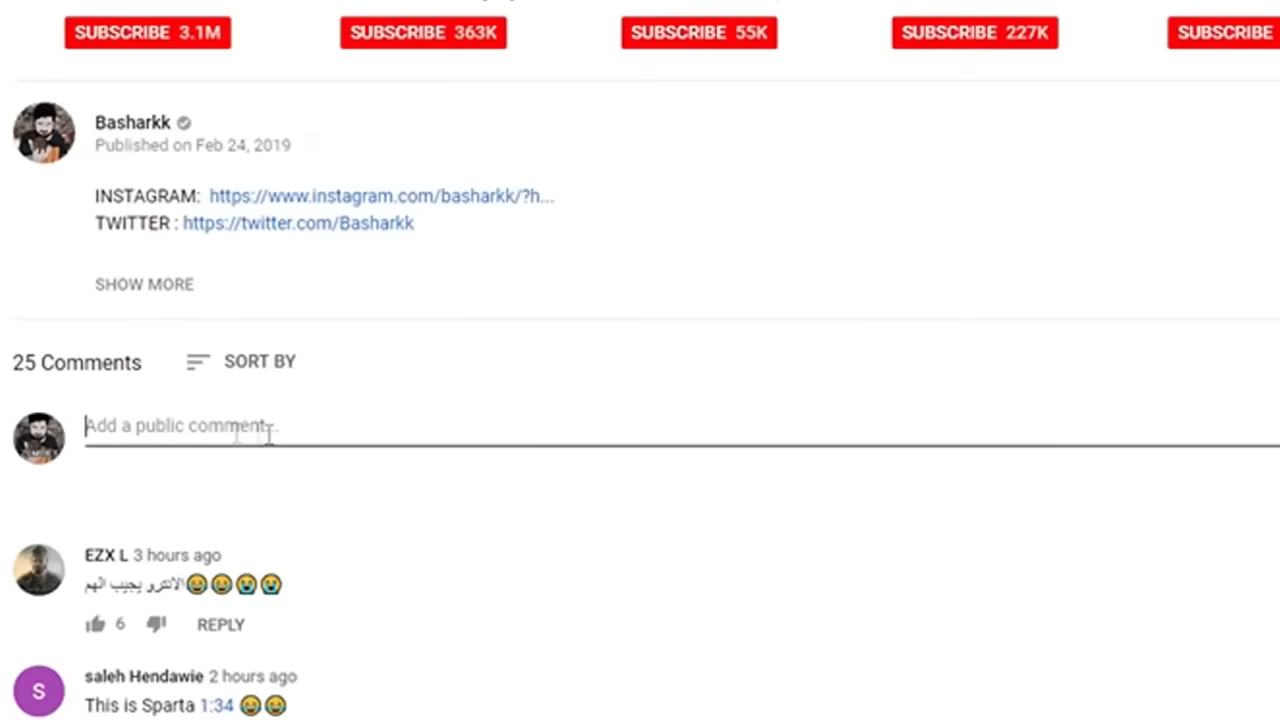 SUBSCRIBE 3.1M
SUBSCRIBE 363K
SUBSCRIBE 55K
SUBSCRIBE 227K
SUBSCRIBE
Basharkk
Published on Feb 24, 2019
INSTAGRAM: https://www.instagram.com/basharkk/?h...
TWITTER : https://twitter.com/Basharkk
SHOW MORE
25 Comments SORT BY
Add a public comment...
EZX L 3 hours ago
الانترو يجيب الهم😂😂😭😭
6 REPLY
S
saleh Hendawie 2 hours ago
This is Sparta 1:34 😂😂